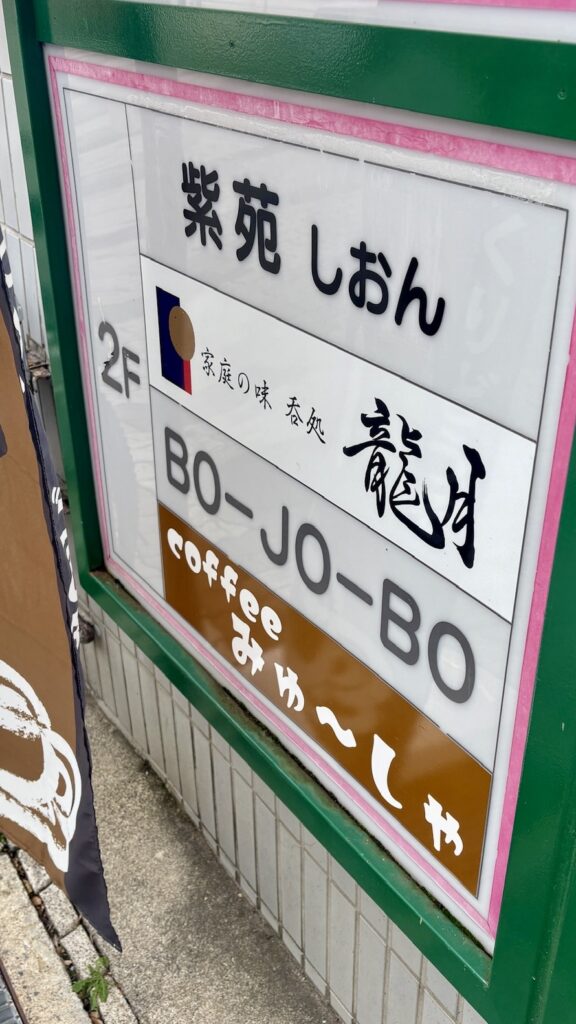 紫苑 しおん
2F
家庭の味 呑処 龍月
BO-JO-BO
coffee
みゅ〜しゃ